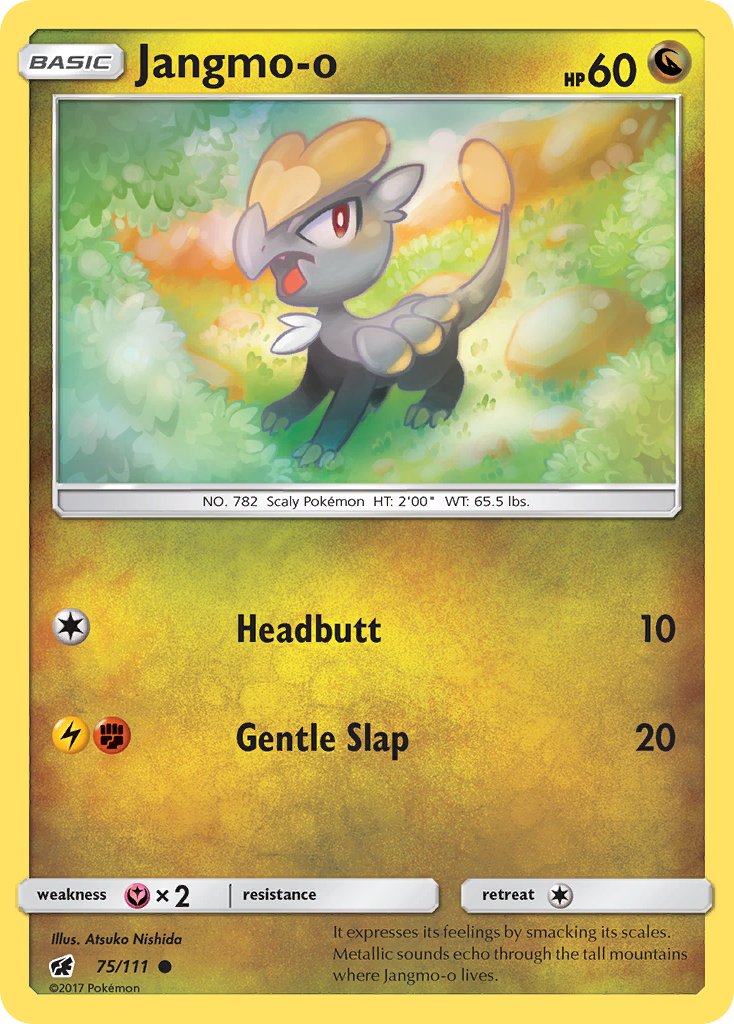 BASIC Jangmo-o HP 60
NO. 782 Scaly Pokémon HT: 2'00" WT: 65.5 lbs.
Headbutt 10
Gentle Slap 20
weakness × 2 resistance retreat
Illus. Atsuko Nishida
75/111
©2017 Pokémon
It expresses its feelings by smacking its scales.
Metallic sounds echo through the tall mountains
where Jangmo-o lives.